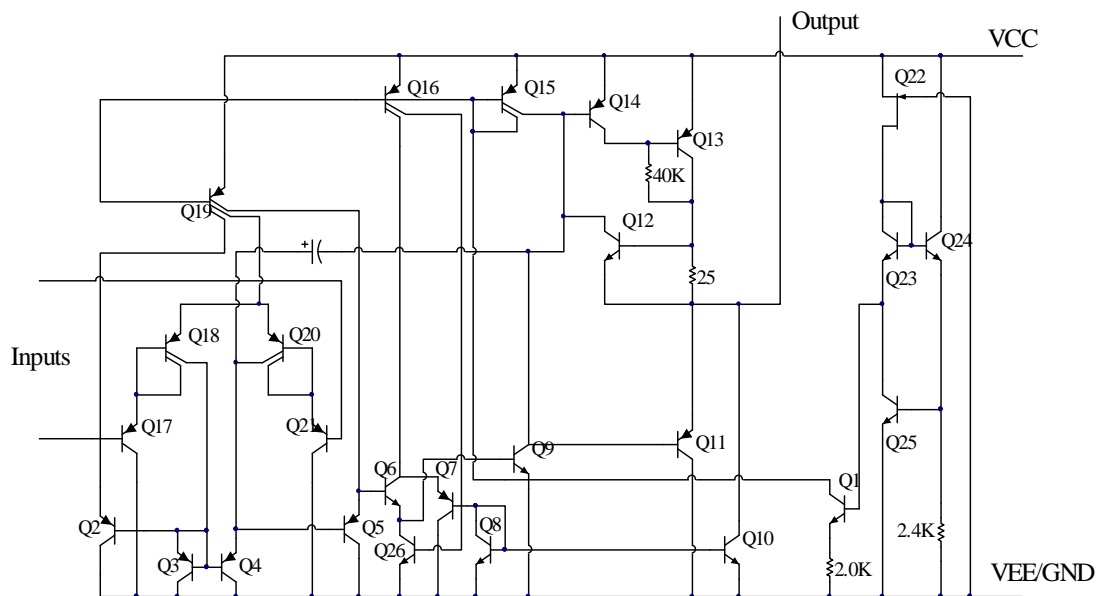 Output
VCC
Q22
Q16
Q15
Q14
Q13
40K
Q19
Q12
Q24
+
25
Q23
Q18
Q20
Inputs
Q17
Q21
Q25
Q9
Q11
Q6
Q7
Q1
Q2
Q5
Q8
Q26
Q10
2.4K
Q3
Q4
2.0K
VEE/GND